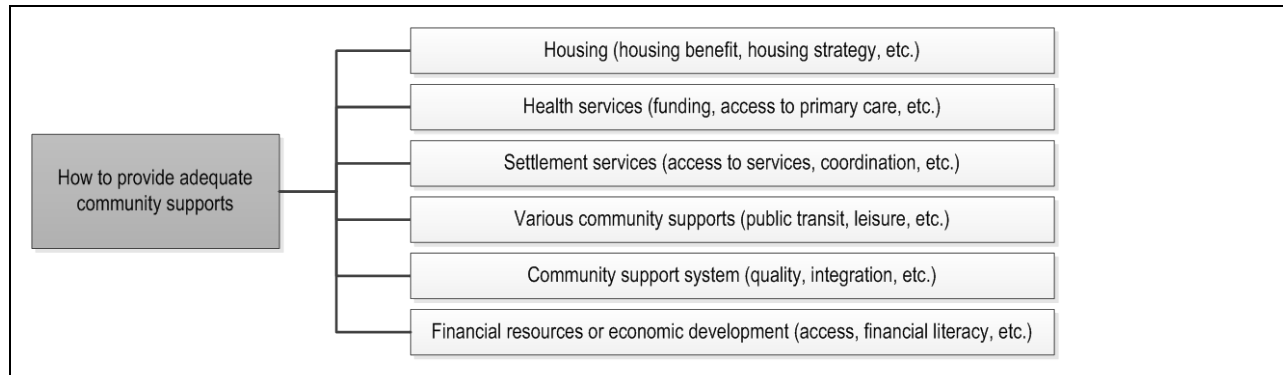 How to provide adequate
community supports
Housing (housing benefit, housing strategy, etc.)
Health services (funding, access to primary care, etc.)
Settlement services (access to services, coordination, etc.)
Various community supports (public transit, leisure, etc.)
Community support system (quality, integration, etc.)
Financial resources or economic development (access, financial literacy, etc.)